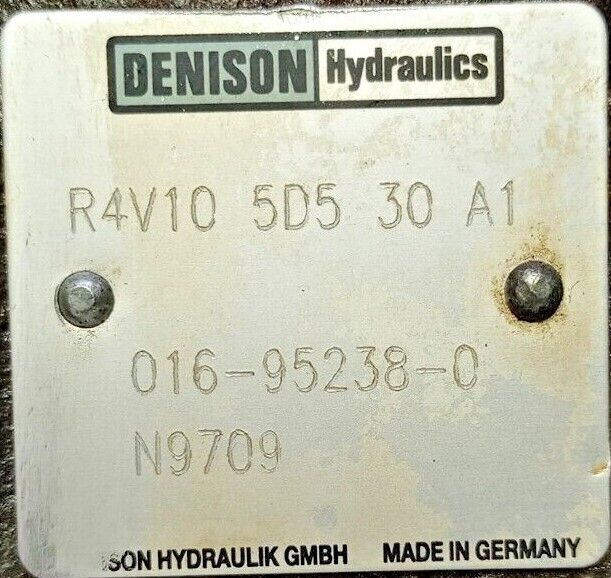 DENISON Hydraulics
R4V10 5D5 30 A1
016-95238-0
N9709
SON HYDRAULIK GMBH MADE IN GERMANY